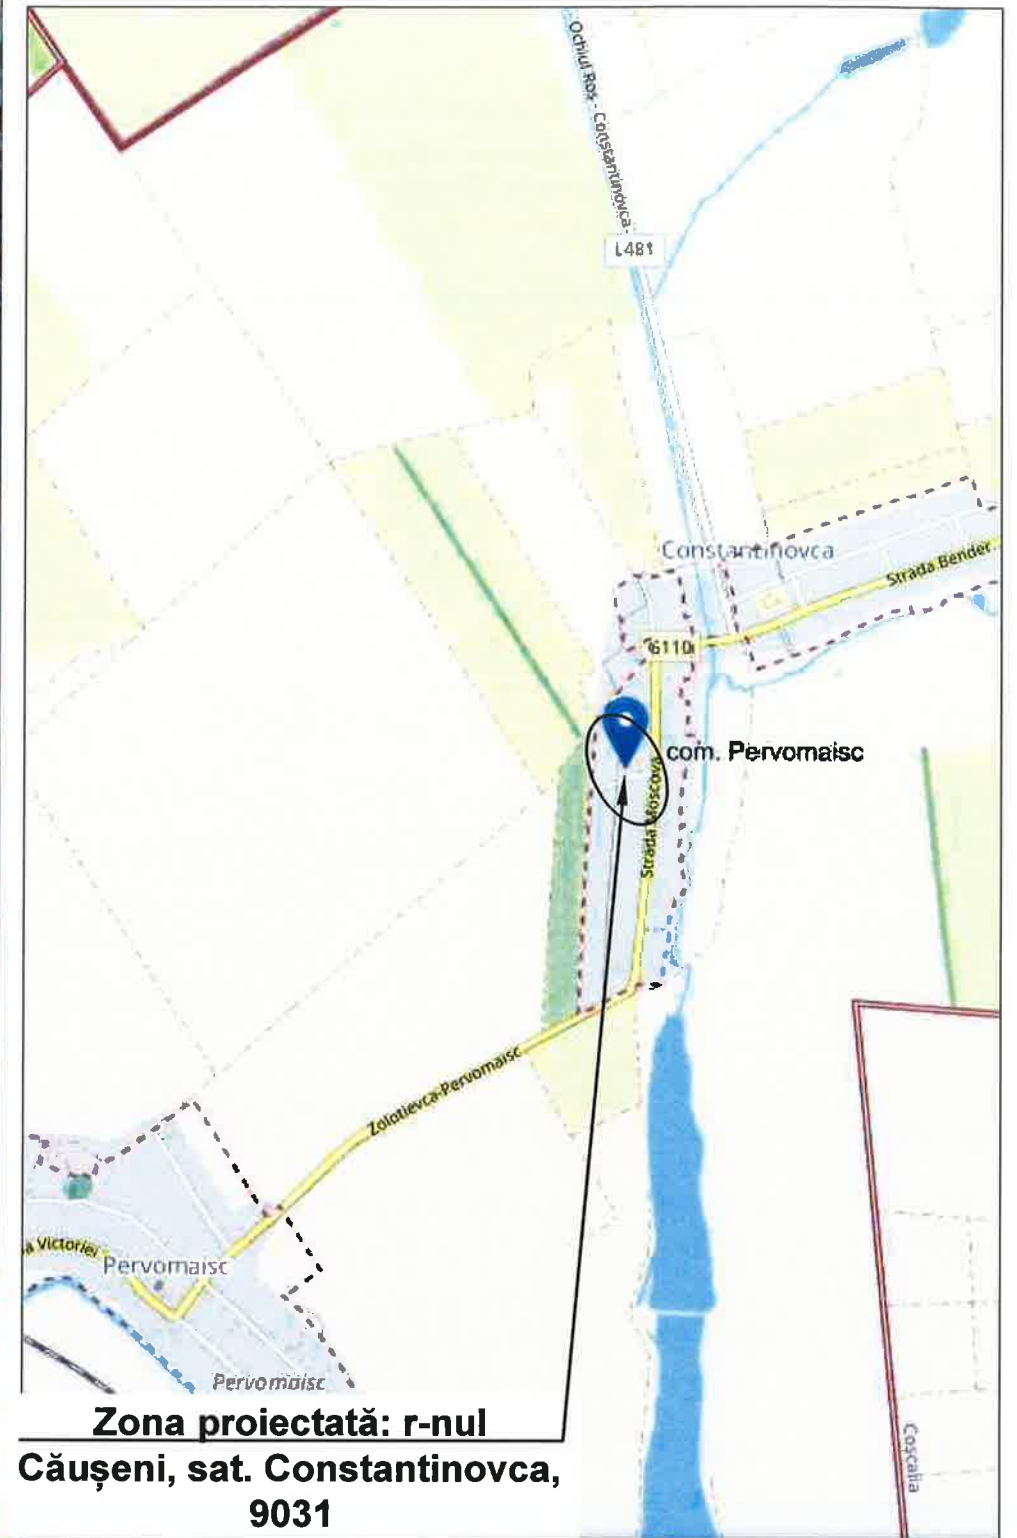 Ochiul Roș - Constantinovca -
L481
Constantinovca
Strada Bender
G110
com. Pervomaisc
Strada Moscova
Zolotievca-Pervomaisc
a Victoriei
Pervomaisc
Pervomaisc
Coșcalia
Zona proiectată: r-nul
Căușeni, sat. Constantinovca,
9031